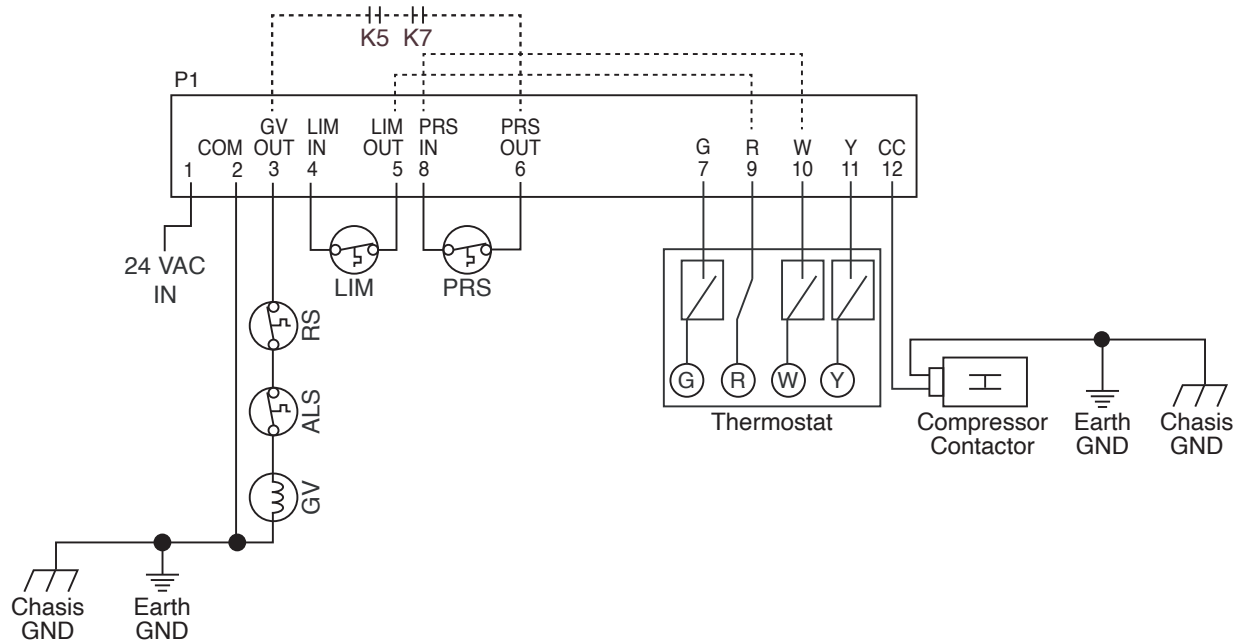 K5 K7
P1
GV LIM LIM PRS PRS
COM OUT IN OUT IN OUT G R W Y CC
1 2 3 4 5 8 6 7 9 10 11 12
24 VAC
IN
LIM
PRS
RS
ALS
GV
G R W Y
Thermostat
Compressor
Contactor
Earth
GND
Chasis
GND
Chasis
GND
Earth
GND